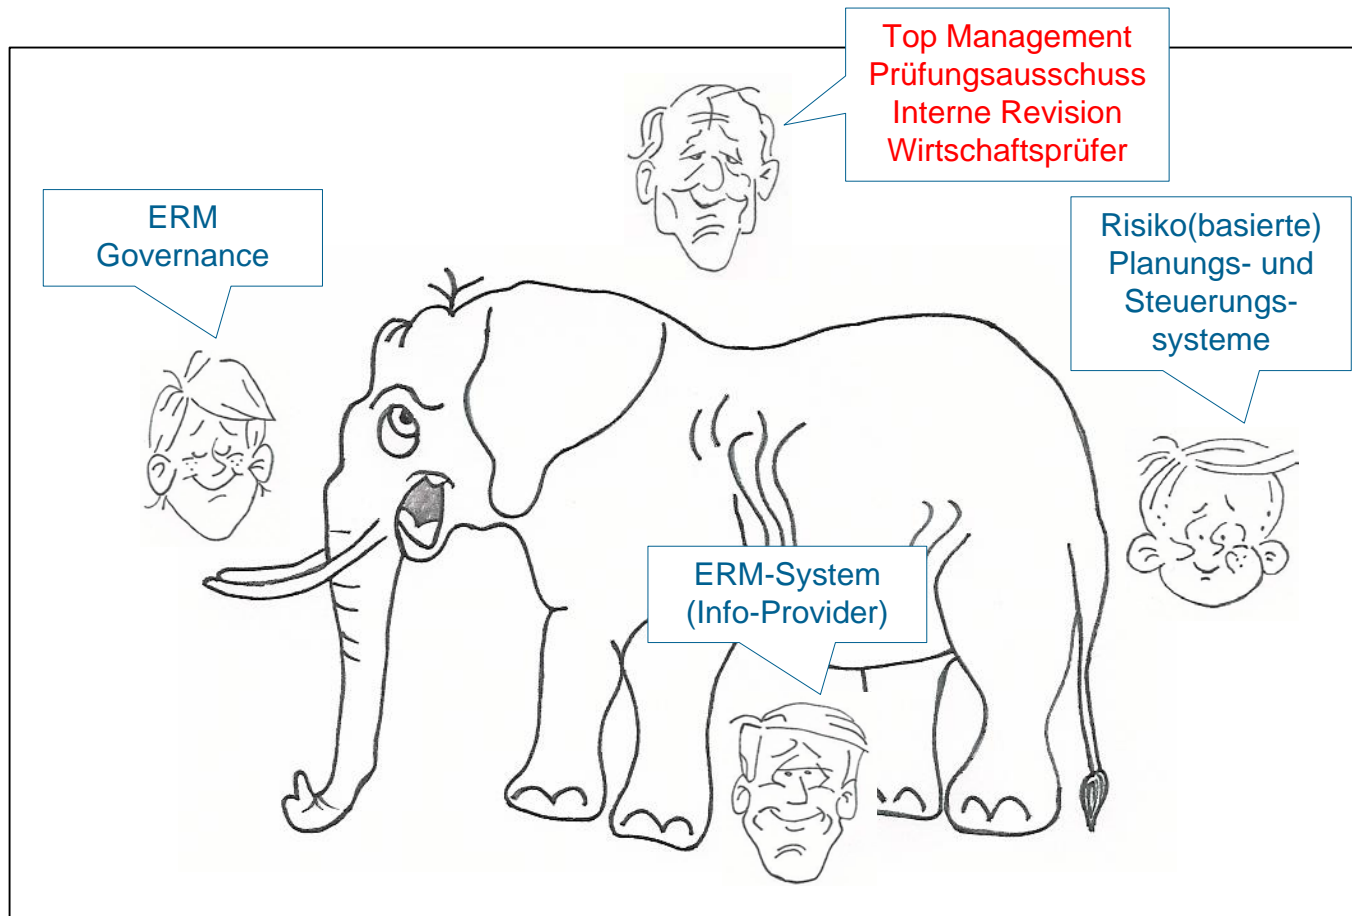 Top Management
Prüfungsausschuss
Interne Revision
Wirtschaftsprüfer
ERM
Governance
Risiko(basierte)
Planungs- und
Steuerungs-
systeme
ERM-System
(Info-Provider)